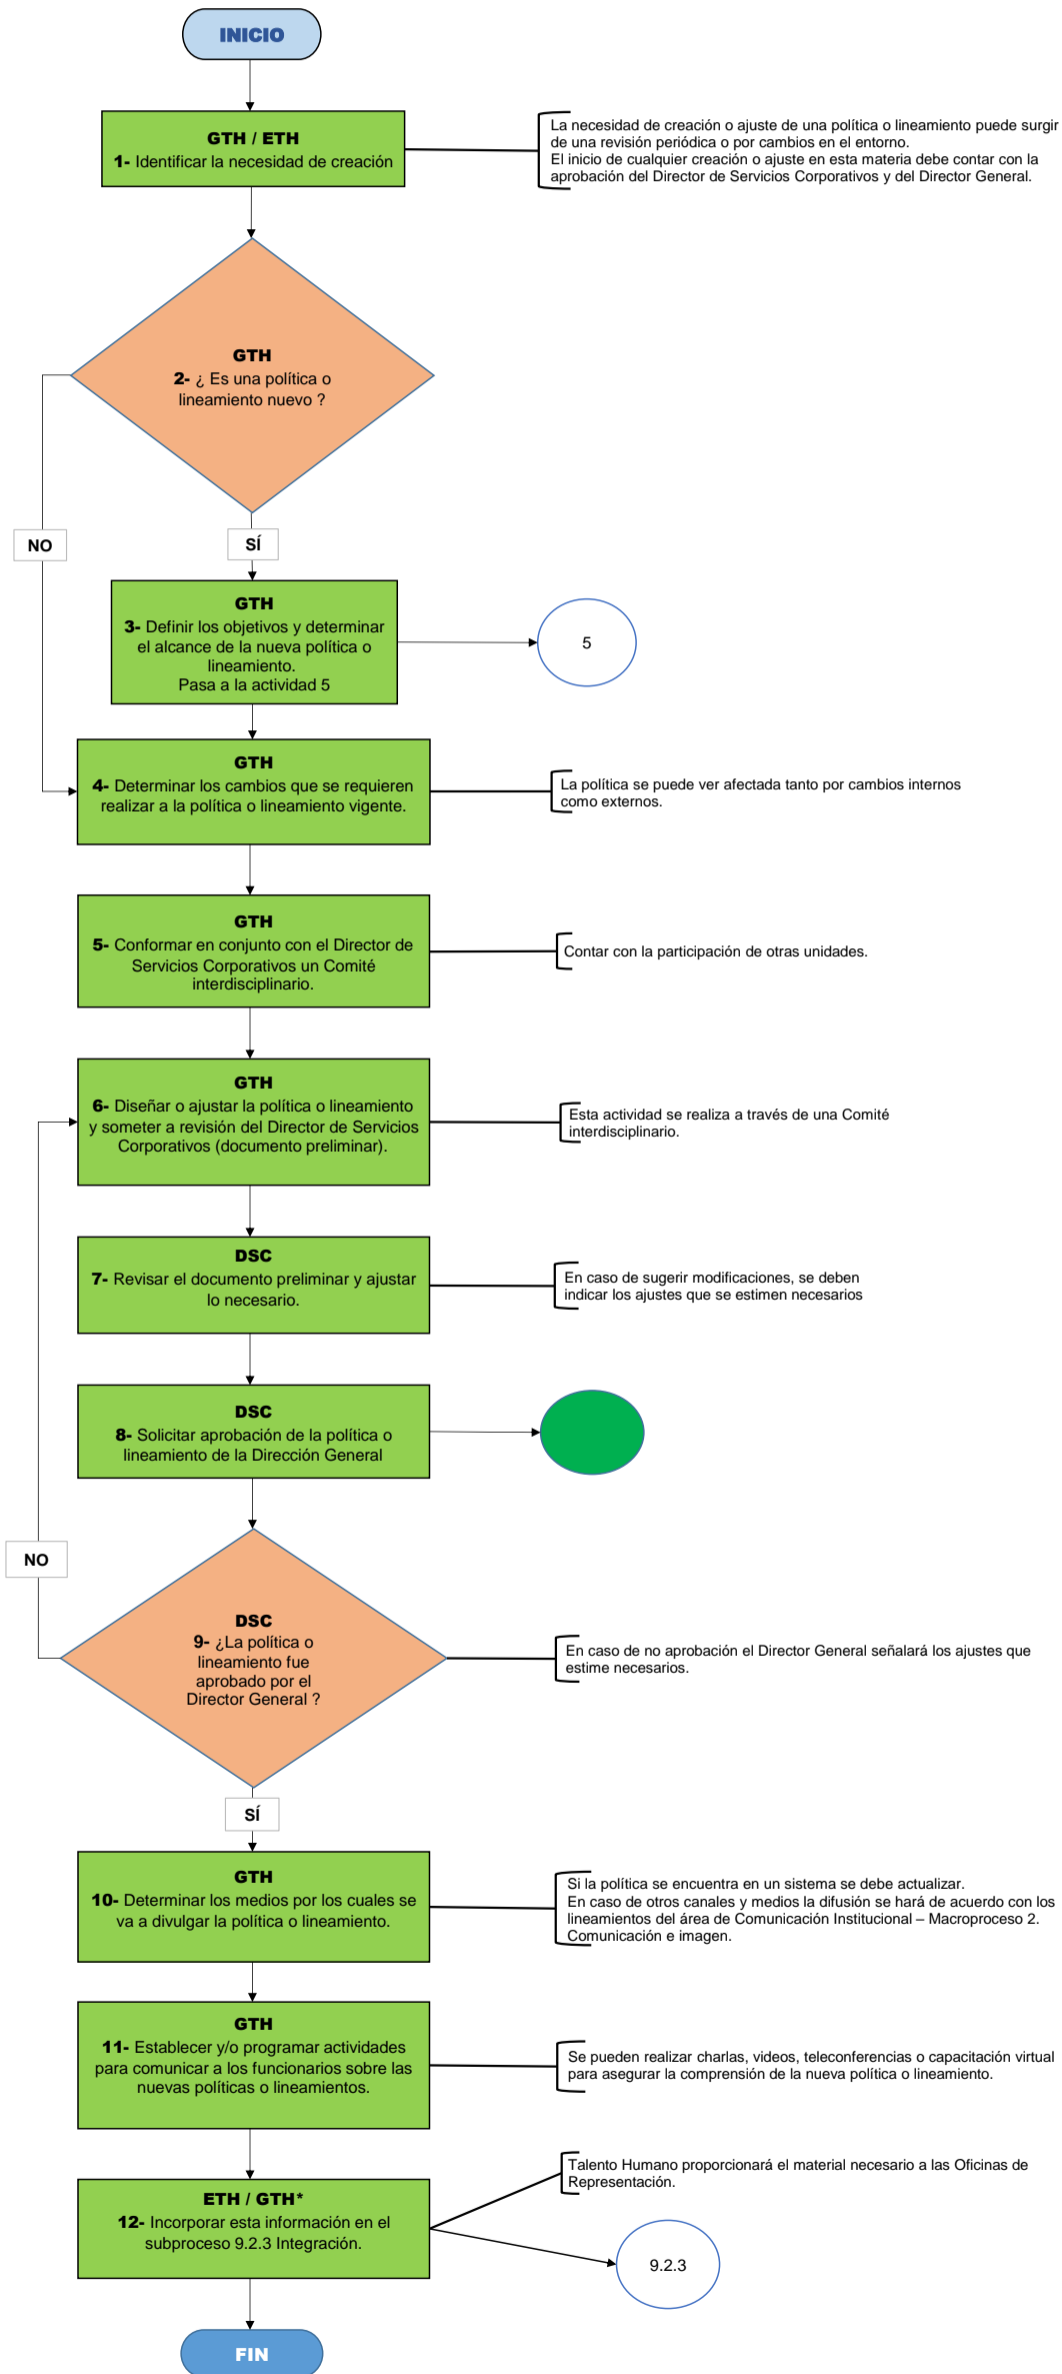 INICIO
GTH / ETH
1- Identificar la necesidad de creación
La necesidad de creación o ajuste de una política o lineamiento puede surgir
de una revisión periódica o por cambios en el entorno.
El inicio de cualquier creación o ajuste en esta materia debe contar con la
aprobación del Director de Servicios Corporativos y del Director General.
GTH
2- ¿ Es una política o
lineamiento nuevo ?
NO
SÍ
GTH
3- Definir los objetivos y determinar
el alcance de la nueva política o
lineamiento.
Pasa a la actividad 5
5
GTH
4- Determinar los cambios que se requieren
realizar a la política o lineamiento vigente.
La política se puede ver afectada tanto por cambios internos
como externos.
GTH
5- Conformar en conjunto con el Director de
Servicios Corporativos un Comité
interdisciplinario.
Contar con la participación de otras unidades.
GTH
6- Diseñar o ajustar la política o lineamiento
y someter a revisión del Director de Servicios
Corporativos (documento preliminar).
Esta actividad se realiza a través de una Comité
interdisciplinario.
DSC
7- Revisar el documento preliminar y ajustar
lo necesario.
En caso de sugerir modificaciones, se deben
indicar los ajustes que se estimen necesarios
DSC
8- Solicitar aprobación de la política o
lineamiento de la Dirección General
NO
DSC
9- ¿La política o
lineamiento fue
aprobado por el
Director General ?
En caso de no aprobación el Director General señalará los ajustes que
estime necesarios.
SÍ
GTH
10- Determinar los medios por los cuales se
va a divulgar la política o lineamiento.
Si la política se encuentra en un sistema se debe actualizar.
En caso de otros canales y medios la difusión se hará de acuerdo con los
lineamientos del área de Comunicación Institucional – Macroproceso 2.
Comunicación e imagen.
GTH
11- Establecer y/o programar actividades
para comunicar a los funcionarios sobre las
nuevas políticas o lineamientos.
Se pueden realizar charlas, videos, teleconferencias o capacitación virtual
para asegurar la comprensión de la nueva política o lineamiento.
ETH / GTH*
12- Incorporar esta información en el
subproceso 9.2.3 Integración.
Talento Humano proporcionará el material necesario a las Oficinas de
Representación.
9.2.3
FIN